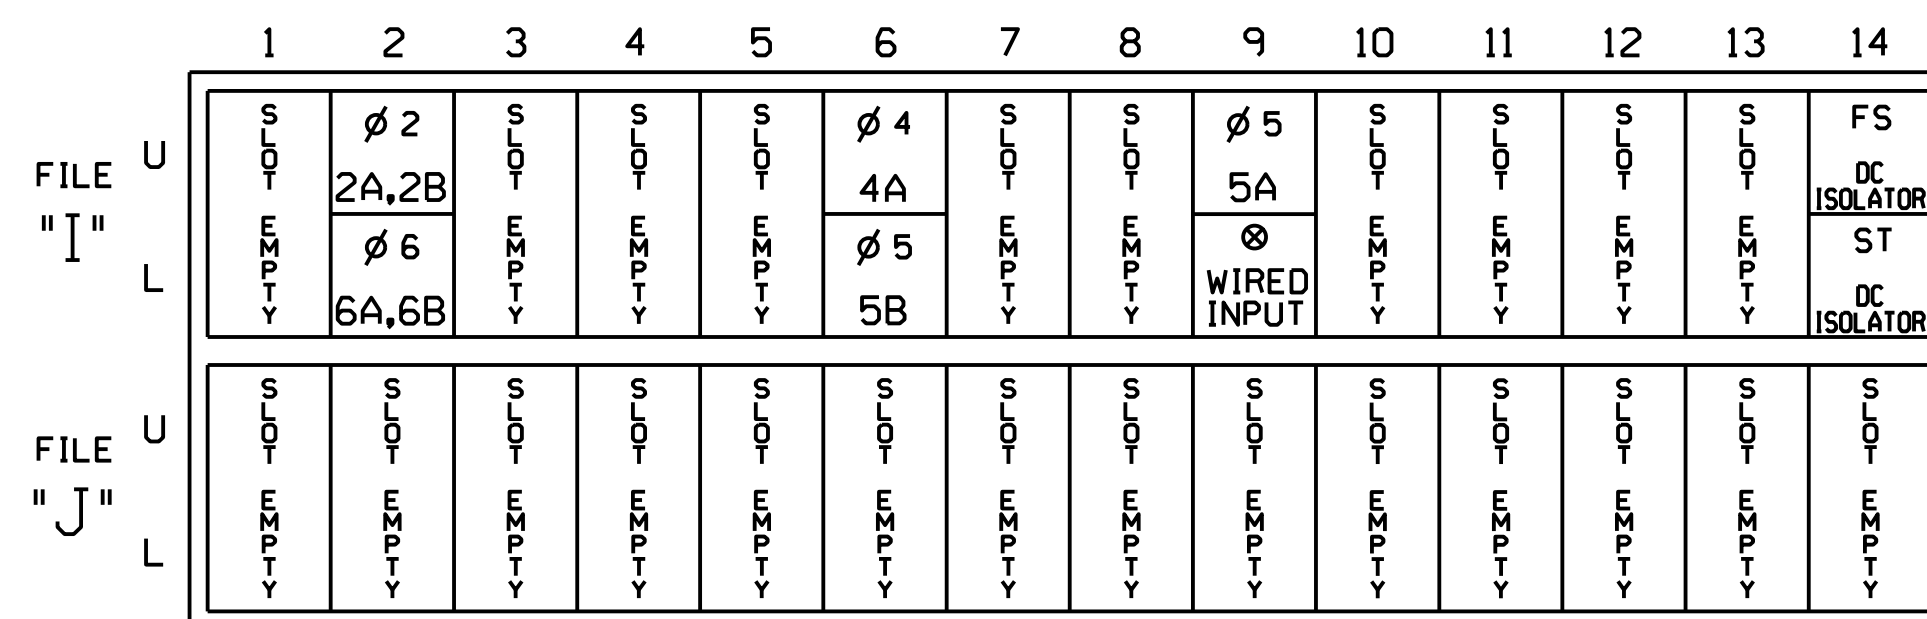 1 2 3 4 5 6 7 8 9 10 11 12 13 14
FILE "I"
U
L
SLOT EMPTY
Ø 2
2A,2B
Ø 6
6A,6B
SLOT EMPTY
SLOT EMPTY
SLOT EMPTY
Ø 4
4A
Ø 5
5B
SLOT EMPTY
SLOT EMPTY
Ø 5
5A
⊗
WIRED
INPUT
SLOT EMPTY
SLOT EMPTY
SLOT EMPTY
SLOT EMPTY
FS
DC
ISOLATOR
ST
DC
ISOLATOR
FILE "J"
U
L
SLOT EMPTY
SLOT EMPTY
SLOT EMPTY
SLOT EMPTY
SLOT EMPTY
SLOT EMPTY
SLOT EMPTY
SLOT EMPTY
SLOT EMPTY
SLOT EMPTY
SLOT EMPTY
SLOT EMPTY
SLOT EMPTY
SLOT EMPTY